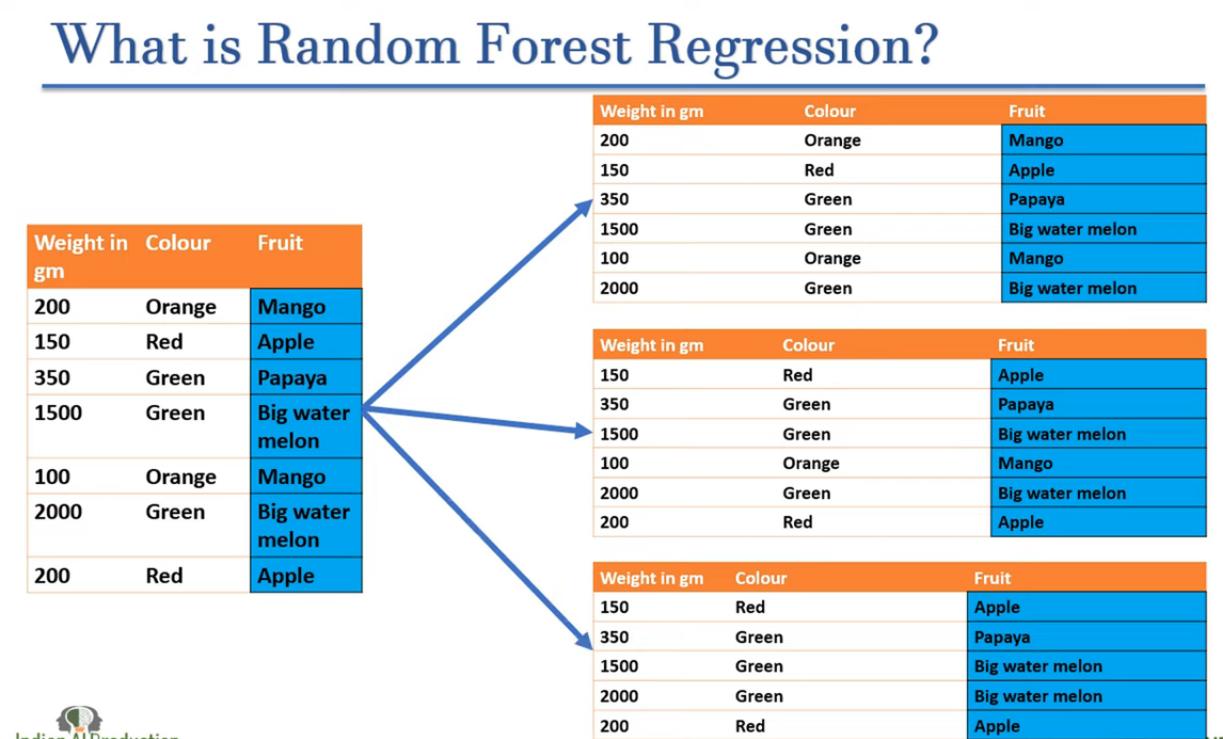 What is Random Forest Regression?
Weight in gm Colour Fruit
200 Orange Mango
150 Red Apple
350 Green Papaya
1500 Green Big water melon
100 Orange Mango
2000 Green Big water melon
Weight in Colour Fruit
gm
200 Orange Mango
150 Red Apple
350 Green Papaya
1500 Green Big water
melon
100 Orange Mango
2000 Green Big water
melon
200 Red Apple
Weight in gm Colour Fruit
150 Red Apple
350 Green Papaya
1500 Green Big water melon
100 Orange Mango
2000 Green Big water melon
200 Red Apple
Weight in gm Colour Fruit
150 Red Apple
350 Green Papaya
1500 Green Big water melon
2000 Green Big water melon
200 Red Apple
Indian AI Production